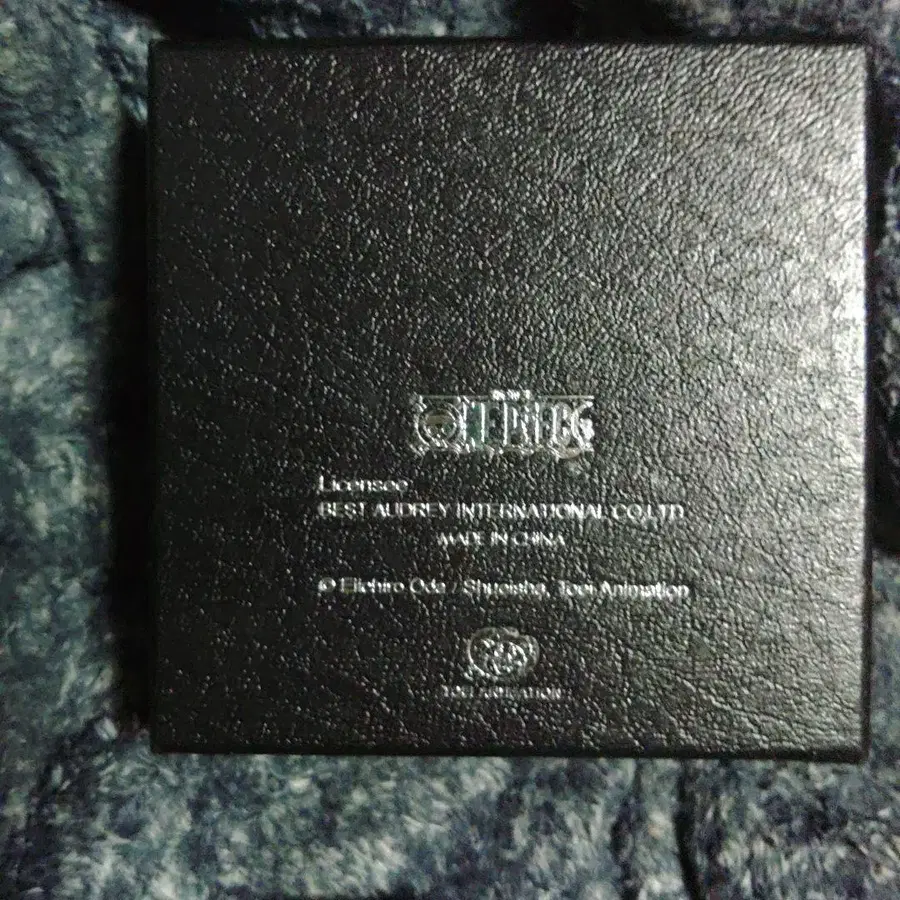 ONE PIECE
Licensee
BEST AUDREY INTERNATIONAL CO.LTD
MADE IN CHINA
© Eiichiro Oda / Shueisha, Toei Animation
TOEI ANIMATION